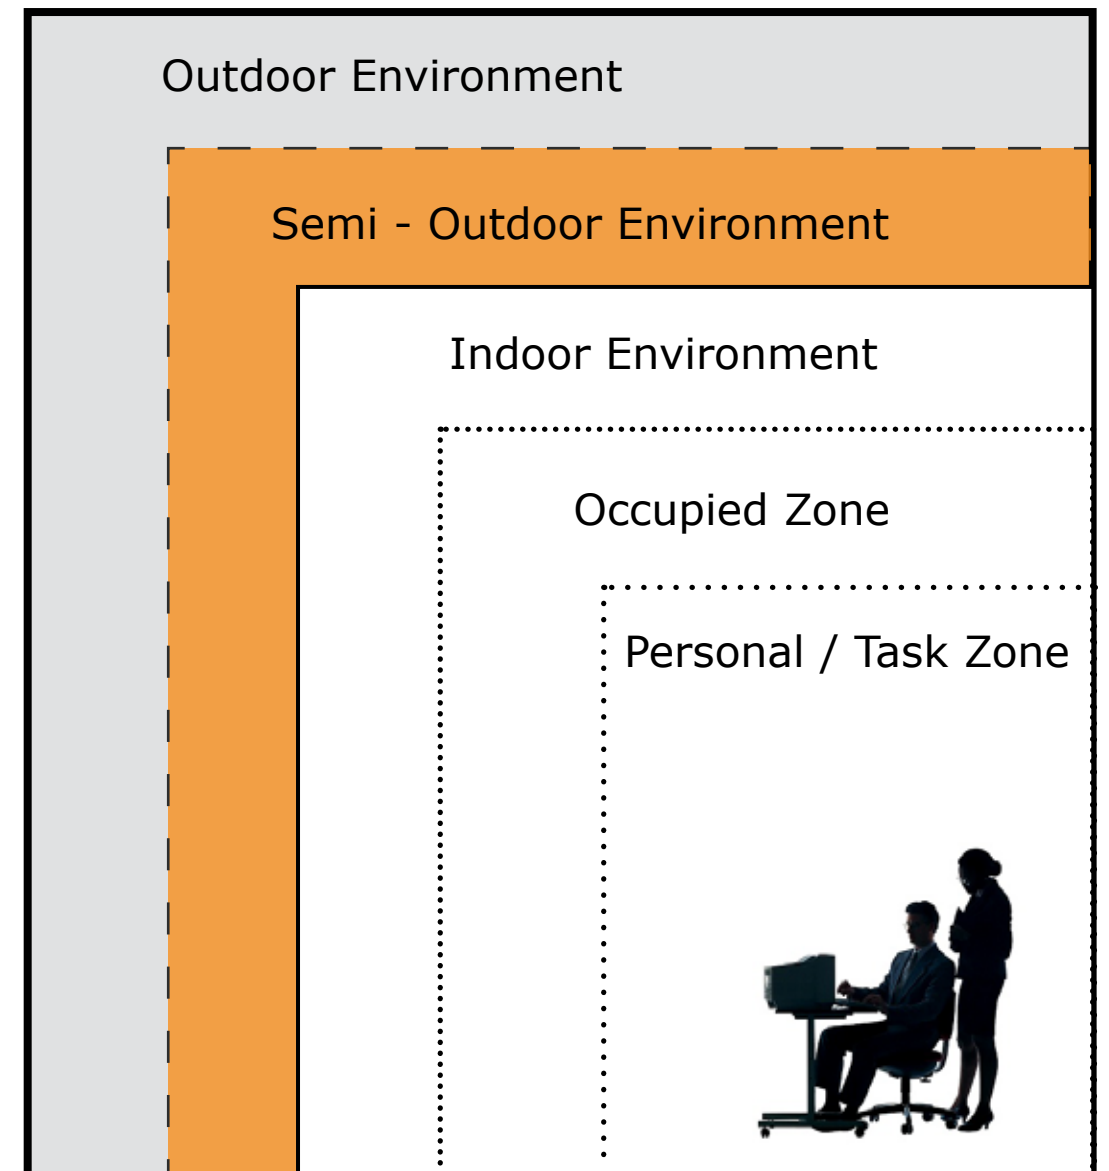 Outdoor Environment
Semi - Outdoor Environment
Indoor Environment
Occupied Zone
Personal / Task Zone